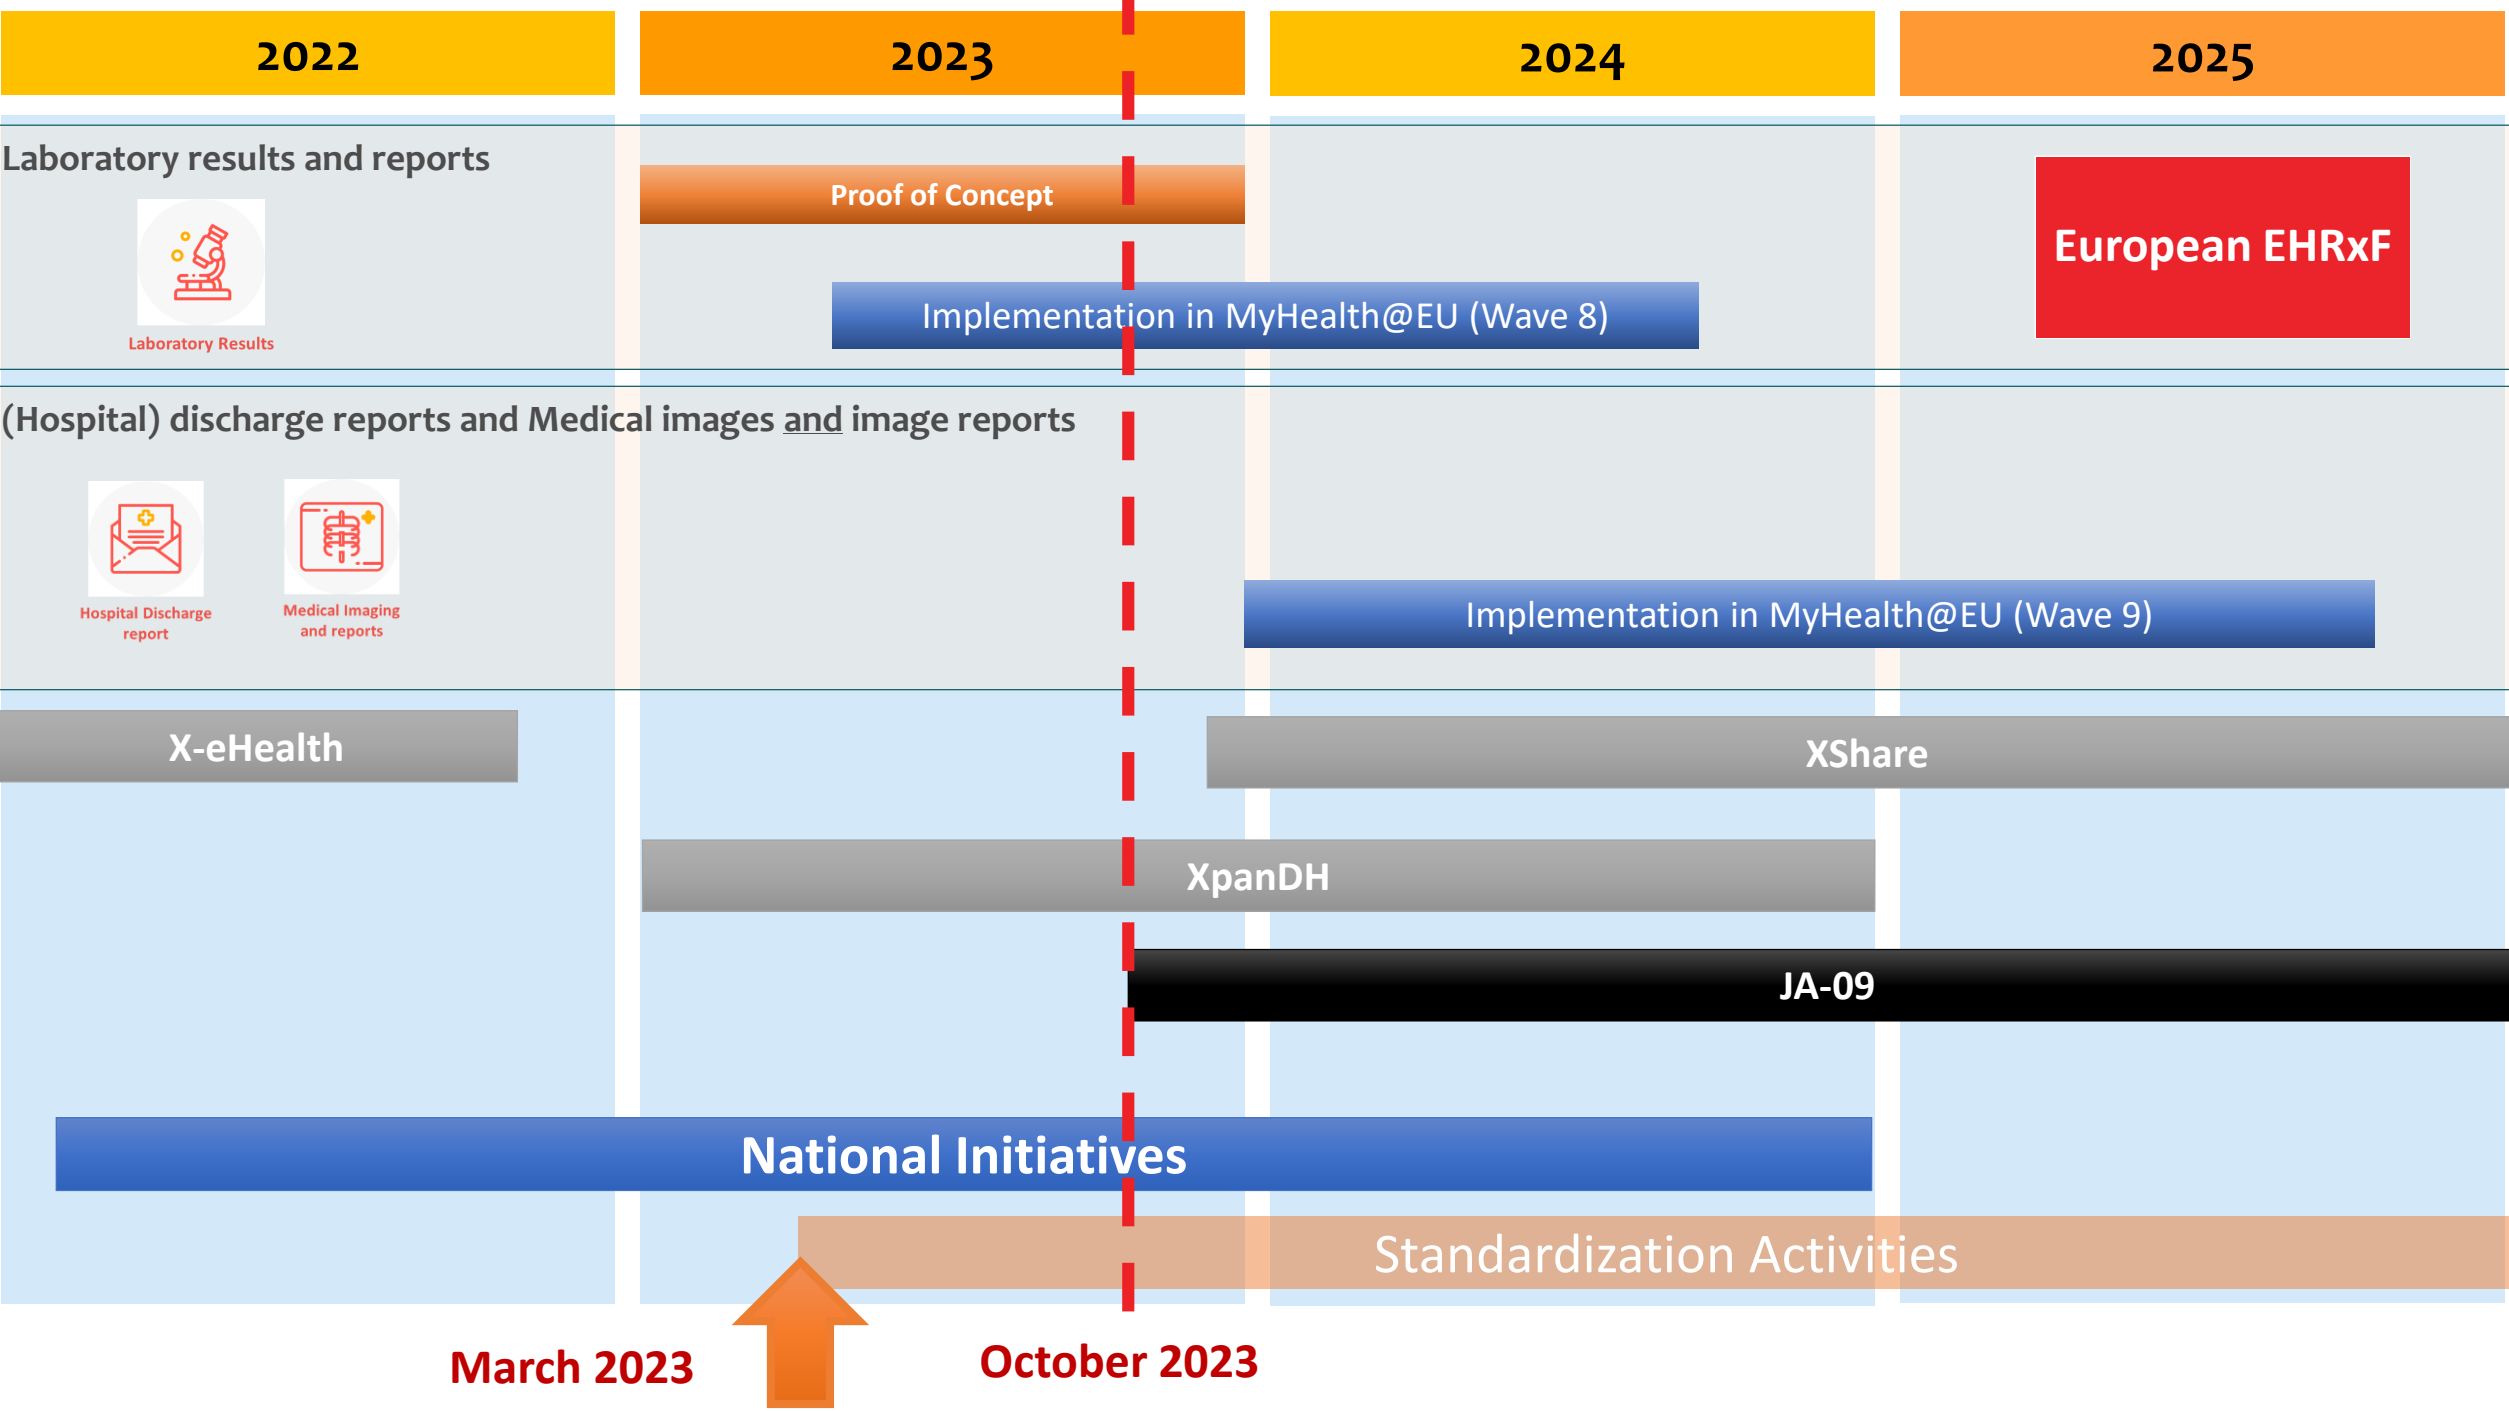 2022
2023
2024
2025
Laboratory results and reports
Proof of Concept
European EHRxF
Implementation in MyHealth@EU (Wave 8)
Laboratory Results
(Hospital) discharge reports and Medical images and image reports
Hospital Discharge
report
Medical Imaging
and reports
Implementation in MyHealth@EU (Wave 9)
X-eHealth
XShare
XpanDH
JA-09
National Initiatives
Standardization Activities
March 2023
October 2023